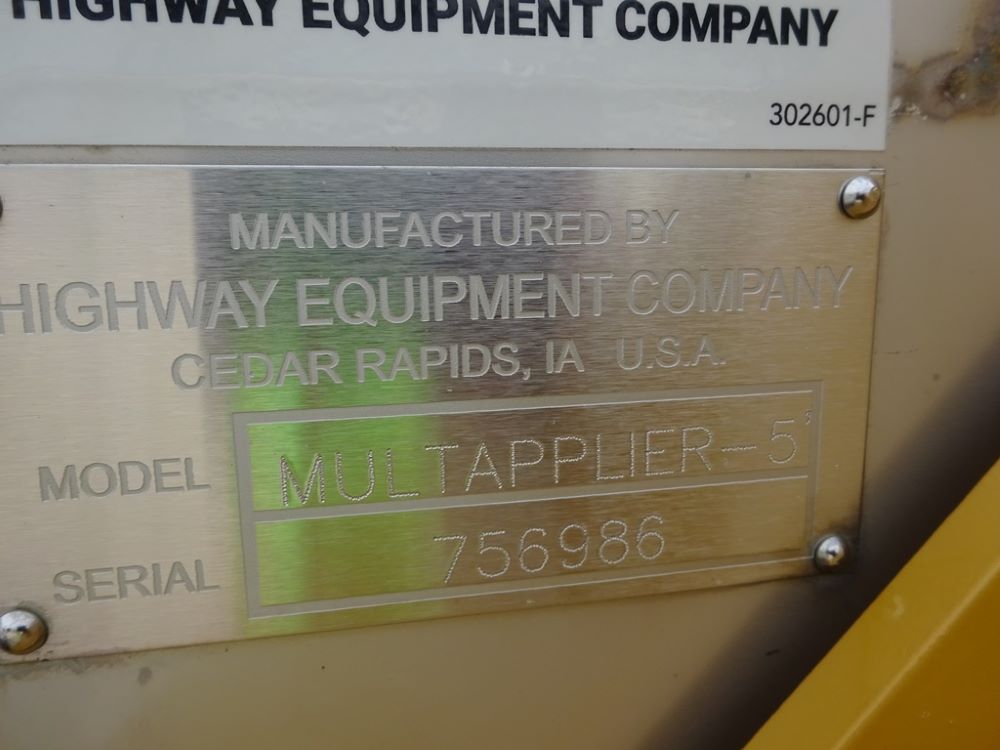 HIGHWAY EQUIPMENT COMPANY
302601-F
MANUFACTURED BY
HIGHWAY EQUIPMENT COMPANY
CEDAR RAPIDS, IA U.S.A.
MODEL MULTAPPLIER-5'
SERIAL 756986